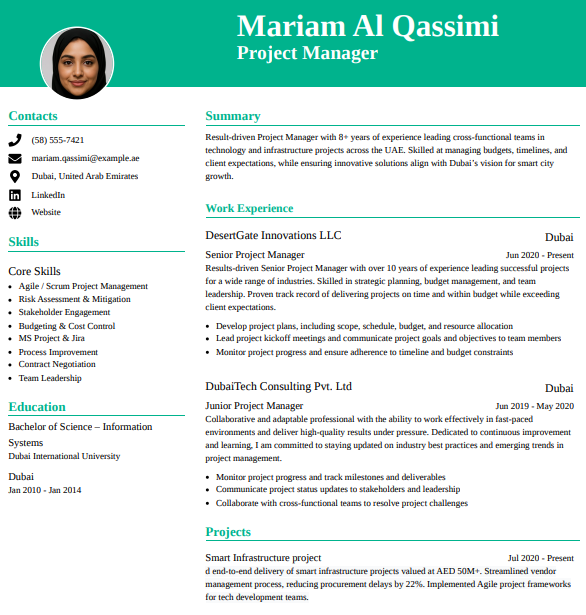 Mariam Al Qassimi
Project Manager
Contacts
(58) 555-7421
mariam.qassimi@example.ae
Dubai, United Arab Emirates
LinkedIn
Website
Skills
Core Skills
Agile / Scrum Project Management
Risk Assessment & Mitigation
Stakeholder Engagement
Budgeting & Cost Control
MS Project & Jira
Process Improvement
Contract Negotiation
Team Leadership
Education
Bachelor of Science – Information
Systems
Dubai International University
Dubai
Jan 2010 - Jan 2014
Summary
Result-driven Project Manager with 8+ years of experience leading cross-functional teams in
technology and infrastructure projects across the UAE. Skilled at managing budgets, timelines, and
client expectations, while ensuring innovative solutions align with Dubai's vision for smart city
growth.
Work Experience
DesertGate Innovations LLC Dubai
Senior Project Manager Jun 2020 - Present
Results-driven Senior Project Manager with over 10 years of experience leading successful projects
for a wide range of industries. Skilled in strategic planning, budget management, and team
leadership. Proven track record of delivering projects on time and within budget while exceeding
client expectations.
Develop project plans, including scope, schedule, budget, and resource allocation
Lead project kickoff meetings and communicate project goals and objectives to team members
Monitor project progress and ensure adherence to timeline and budget constraints
DubaiTech Consulting Pvt. Ltd Dubai
Junior Project Manager Jun 2019 - May 2020
Collaborative and adaptable professional with the ability to work effectively in fast-paced
environments and deliver high-quality results under pressure. Dedicated to continuous improvement
and learning, I am committed to staying updated on industry best practices and emerging trends in
project management.
Monitor project progress and track milestones and deliverables
Communicate project status updates to stakeholders and leadership
Collaborate with cross-functional teams to resolve project challenges
Projects
Smart Infrastructure project Jul 2020 - Present
d end-to-end delivery of smart infrastructure projects valued at AED 50M+. Streamlined vendor
management process, reducing procurement delays by 22%. Implemented Agile project frameworks
for tech development teams.